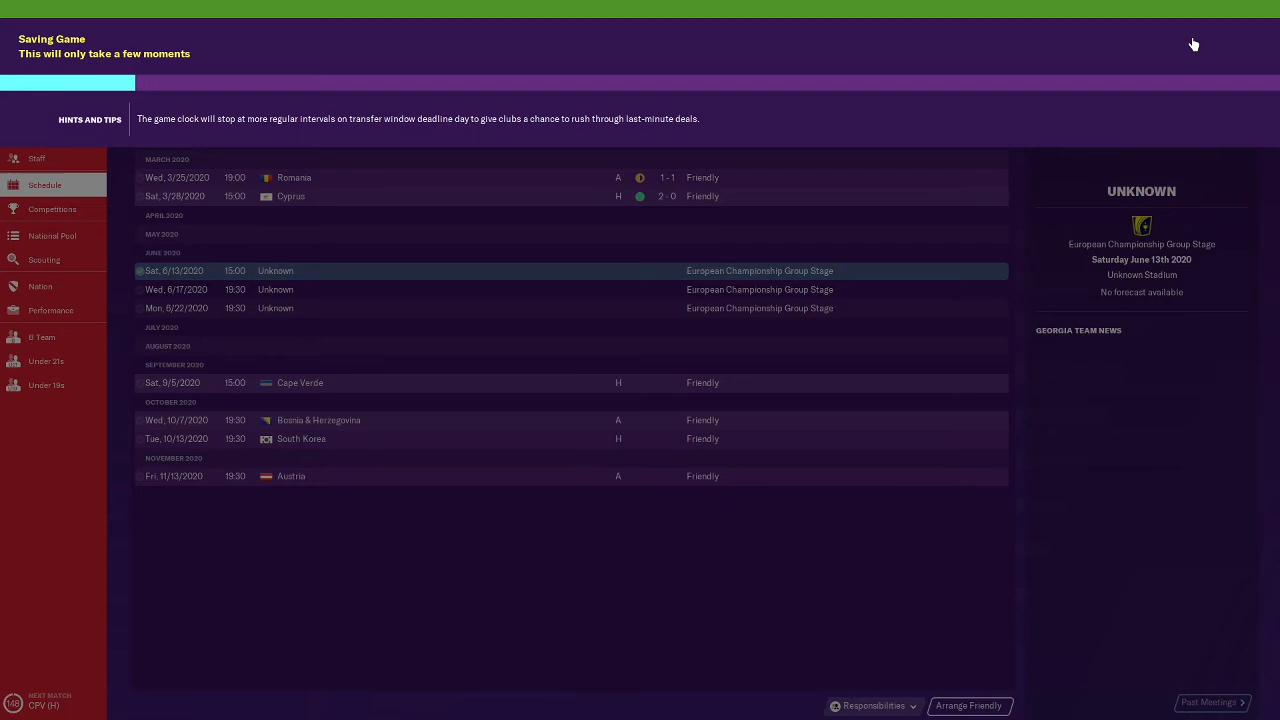 Saving Game
This will only take a few moments
HINTS AND TIPS The game clock will stop at more regular intervals on transfer window deadline day to give clubs a chance to rush through last-minute deals.
Staff
Schedule
Competitions
National Pool
Scouting
Nation
Performance
B Team
Under 21s
Under 19s
148 NEXT MATCH
CPV (H)
MARCH 2020
Wed, 3/25/2020 19:00 Romania A 1 - 1 Friendly
Sat, 3/28/2020 15:00 Cyprus H 2 - 0 Friendly
APRIL 2020
MAY 2020
JUNE 2020
Sat, 6/13/2020 15:00 Unknown European Championship Group Stage
Wed, 6/17/2020 19:30 Unknown European Championship Group Stage
Mon, 6/22/2020 19:30 Unknown European Championship Group Stage
JULY 2020
AUGUST 2020
SEPTEMBER 2020
Sat, 9/5/2020 15:00 Cape Verde H Friendly
OCTOBER 2020
Wed, 10/7/2020 19:30 Bosnia & Herzegovina A Friendly
Tue, 10/13/2020 19:30 South Korea H Friendly
NOVEMBER 2020
Fri, 11/13/2020 19:30 Austria A Friendly
Responsibilities Arrange Friendly
UNKNOWN
European Championship Group Stage
Saturday June 13th 2020
Unknown Stadium
No forecast available
GEORGIA TEAM NEWS
Past Meetings